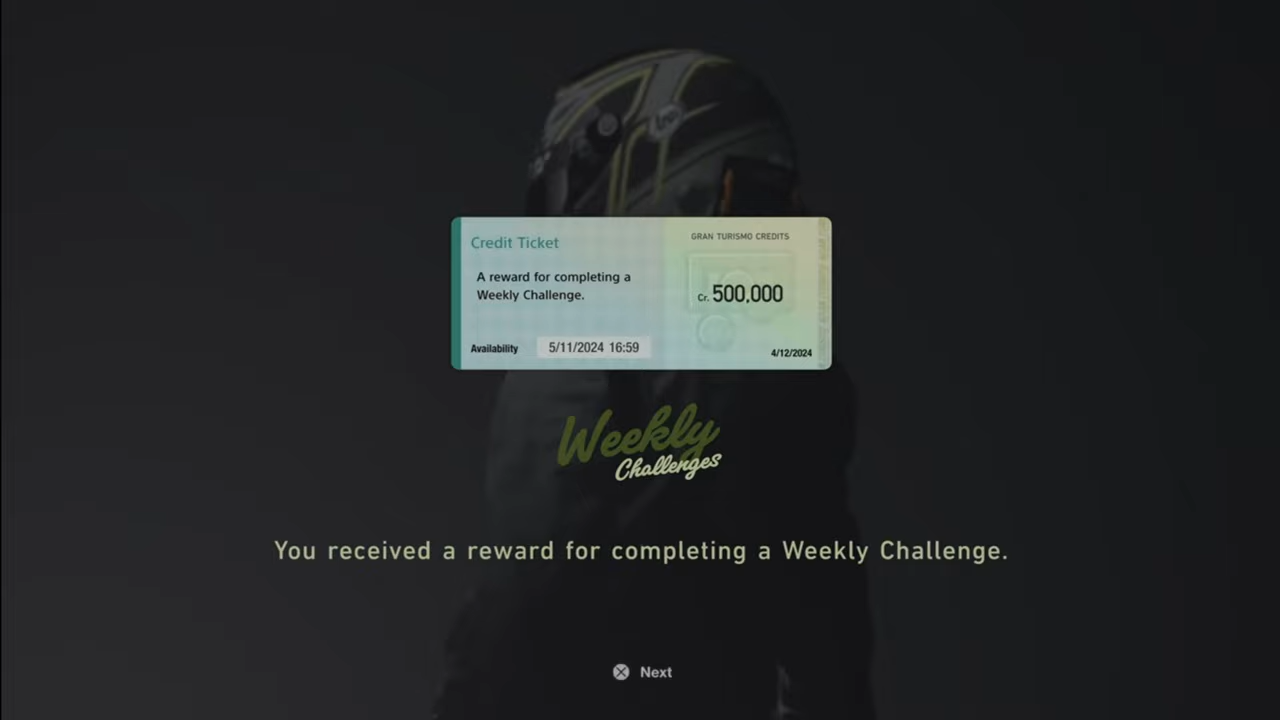 Credit Ticket
GRAN TURISMO CREDITS
A reward for completing a
Weekly Challenge.
Cr. 500,000
Availability 5/11/2024 16:59
4/12/2024
Weekly
Challenges
You received a reward for completing a Weekly Challenge.
Next